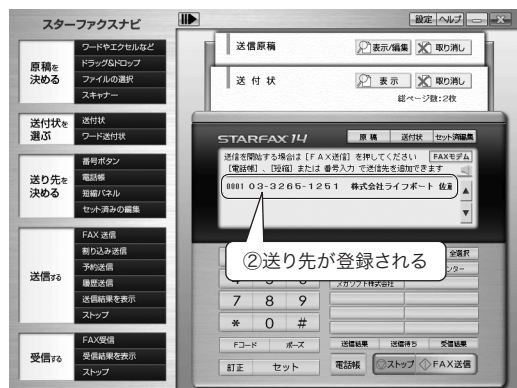 スターファクスナビ
設定 ヘルプ
原稿を
決める
ワードやエクセルなど
ドラッグ&ドロップ
ファイルの選択
スキャナー
送付状を
選ぶ
送付状
ワード送付状
送り先を
決める
番号ボタン
電話帳
短縮パネル
セット済みの編集
送信する
FAX 送信
割り込み送信
予約送信
履歴送信
送信結果を表示
ストップ
受信する
FAX受信
受信結果を表示
ストップ
送信原稿
表示/編集 取り消し
送 付 状
表 示 取り消し
総ページ数:2枚
STARFAX 14
原 稿 送付状 セット済編集
送信を開始する場合は [FAX送信] を押してください FAXモデム
[電話帳]、[短縮] または 番号入力 で送信先を追加できます
0001 03-3265-1251 株式会社ライフボート 佐
②送り先が登録される
全選択
ンター
メガソフト株式会社
7 8 9
* 0 #
Fコード ポーズ
訂正 セット
送信結果 送信待ち 受信結果
電話帳 ストップ FAX送信